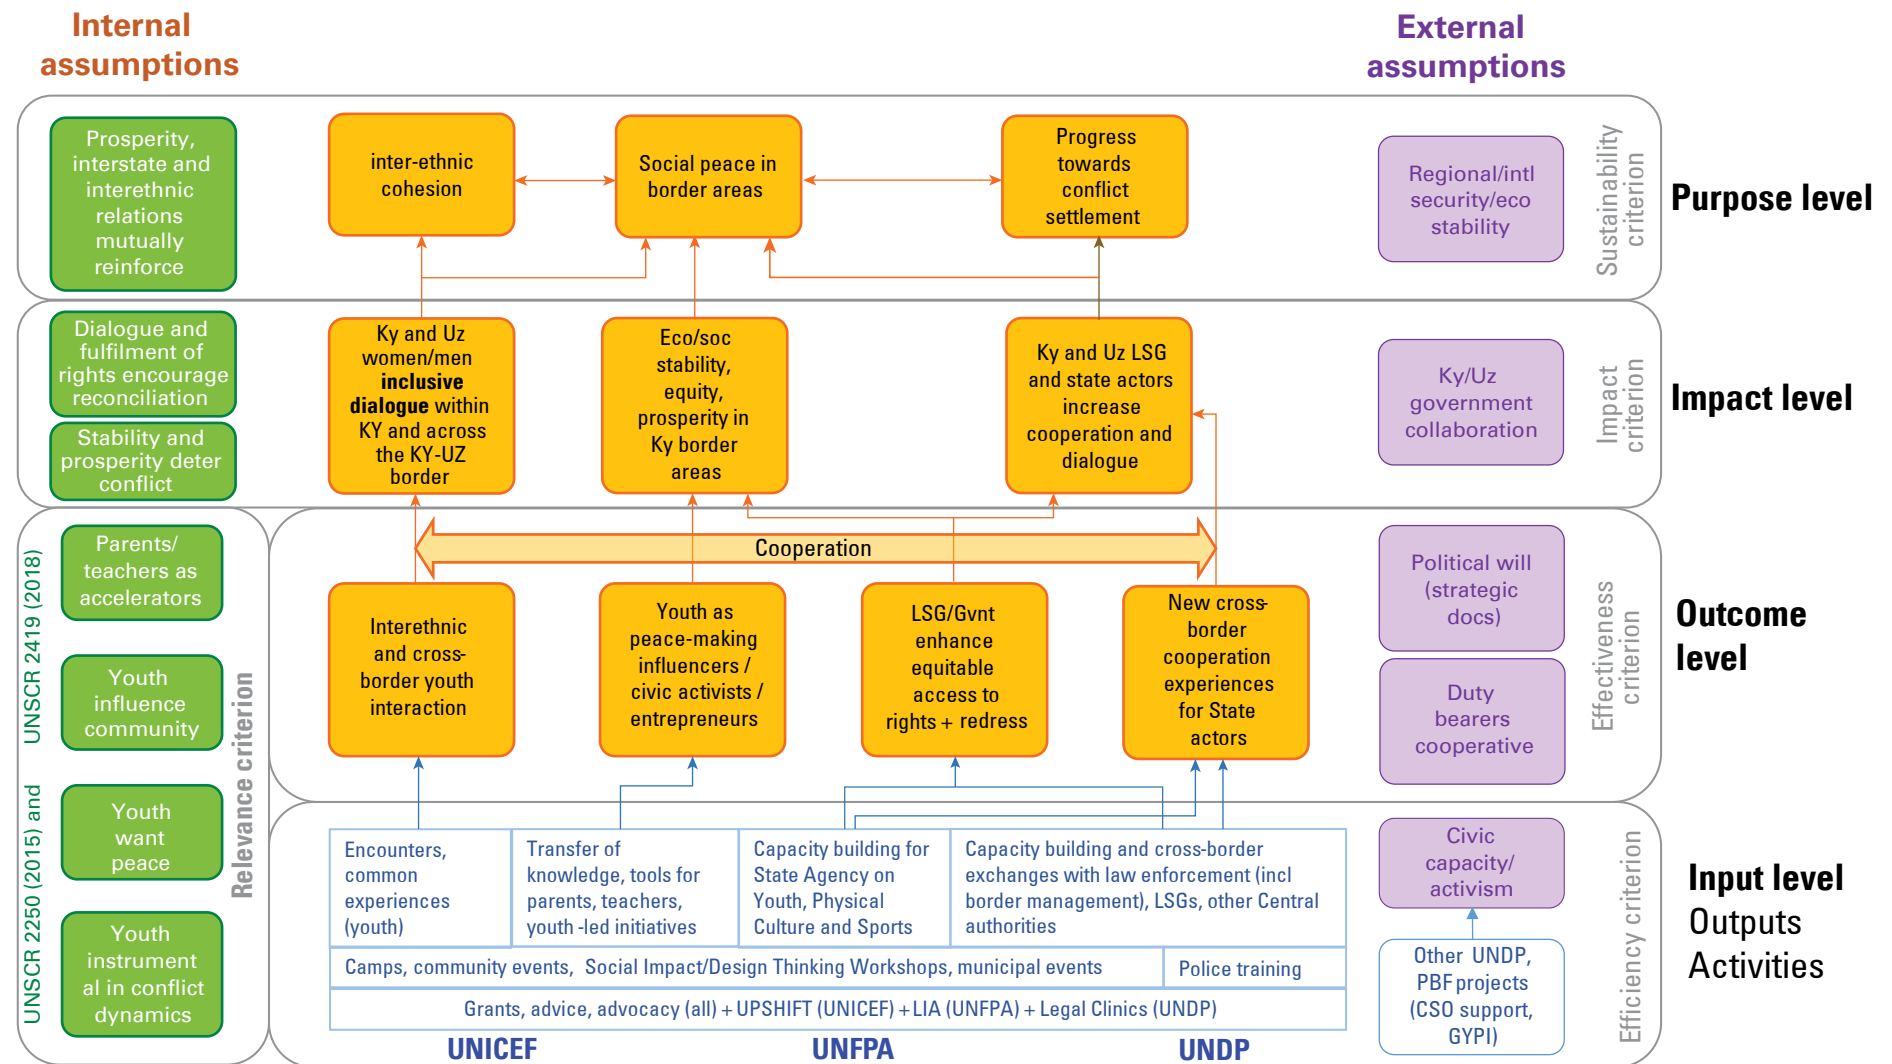 Internal
assumptions
External
assumptions
Prosperity,
interstate and
interethnic
relations
mutually
reinforce
inter-ethnic
cohesion
Social peace in
border areas
Progress
towards
conflict
settlement
Regional/intl
security/eco
stability
Sustainability
criterion
Purpose level
Dialogue and
fulfilment of
rights encourage
reconciliation
Stability and
prosperity deter
conflict
Ky and Uz
women/men
inclusive
dialogue within
KY and across
the KY-UZ
border
Eco/soc
stability,
equity,
prosperity in
Ky border
areas
Ky and Uz LSG
and state actors
increase
cooperation and
dialogue
Ky/Uz
government
collaboration
Impact
criterion
Impact level
UNSCR 2250 (2015) and UNSCR 2419 (2018)
Parents/
teachers as
accelerators
Youth
influence
community
Youth
want
peace
Youth
instrument
al in conflict
dynamics
Relevance criterion
Cooperation
Interethnic
and cross-
border youth
interaction
Youth as
peace-making
influencers /
civic activists /
entrepreneurs
LSG/Gvnt
enhance
equitable
access to
rights + redress
New cross-
border
cooperation
experiences
for State
actors
Political will
(strategic
docs)
Duty
bearers
cooperative
Effectiveness
criterion
Outcome
level
Encounters,
common
experiences
(youth)
Transfer of
knowledge, tools for
parents, teachers,
youth -led initiatives
Capacity building for
State Agency on
Youth, Physical
Culture and Sports
Capacity building and cross-border
exchanges with law enforcement (incl
border management), LSGs, other Central
authorities
Camps, community events, Social Impact/Design Thinking Workshops, municipal events
Police training
Grants, advice, advocacy (all) + UPSHIFT (UNICEF) + LIA (UNFPA) + Legal Clinics (UNDP)
UNICEF
UNFPA
UNDP
Civic
capacity/
activism
Other UNDP,
PBF projects
(CSO support,
GYPI)
Efficiency criterion
Input level
Outputs
Activities